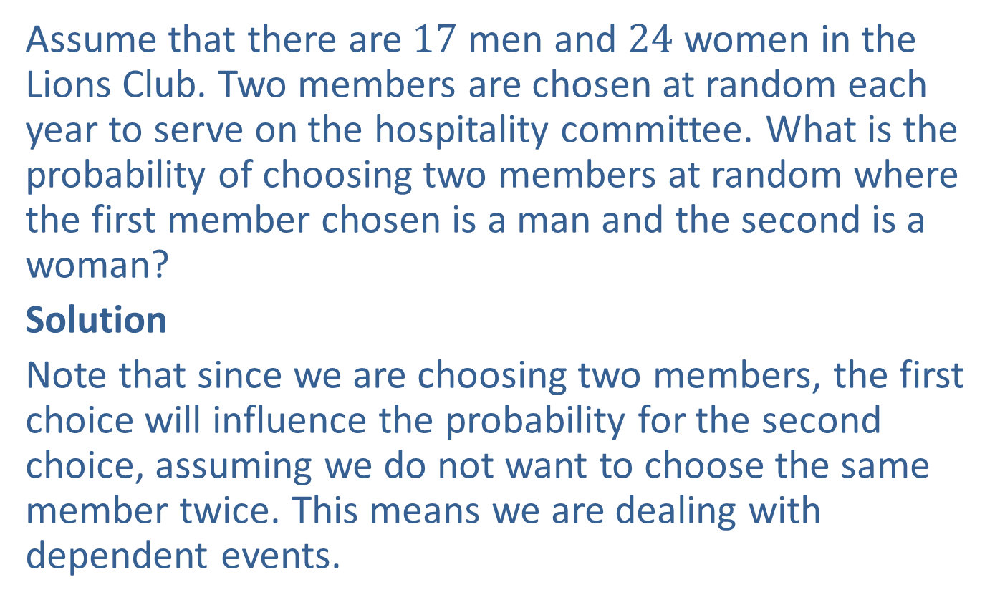 Assume that there are 17 men and 24 women in the
Lions Club. Two members are chosen at random each
year to serve on the hospitality committee. What is the
probability of choosing two members at random where
the first member chosen is a man and the second is a
woman?
Solution
Note that since we are choosing two members, the first
choice will influence the probability for the second
choice, assuming we do not want to choose the same
member twice. This means we are dealing with
dependent events.